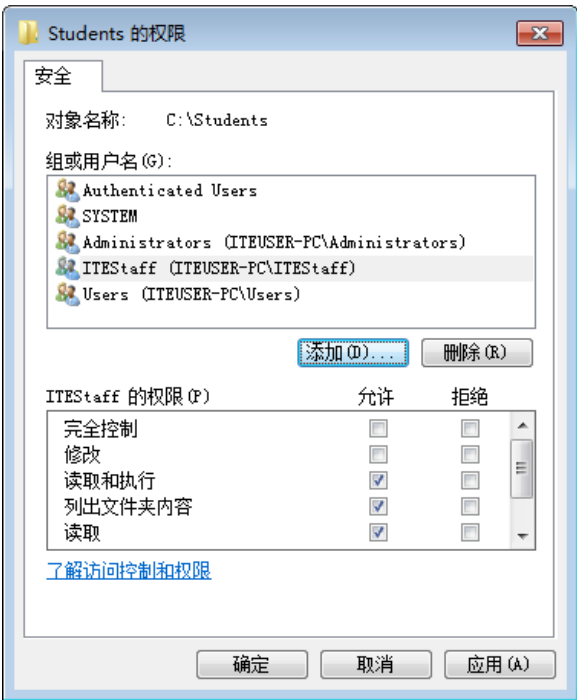 Students 的权限
安全
对象名称: C:\Students
组或用户名(G):
Authenticated Users
SYSTEM
Administrators (ITEUSER-PC\Administrators)
ITEStaff (ITEUSER-PC\ITEStaff)
Users (ITEUSER-PC\Users)
添加(D)... 删除(R)
ITEStaff 的权限(P) 允许 拒绝
完全控制
修改
读取和执行
列出文件夹内容
读取
了解访问控制和权限
确定 取消 应用(A)